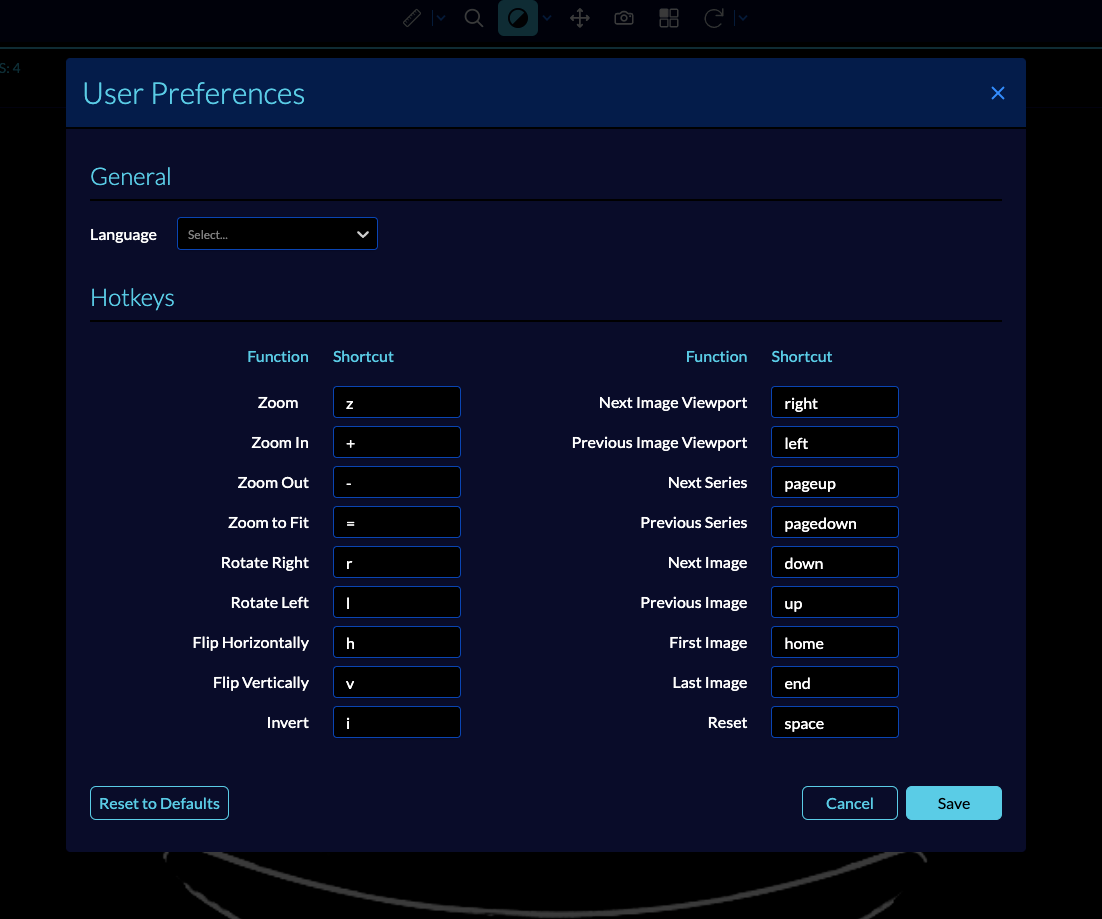 S: 4
User Preferences
General
Language Select...
Hotkeys
Function Shortcut Function Shortcut
Zoom z Next Image Viewport right
Zoom In + Previous Image Viewport left
Zoom Out - Next Series pageup
Zoom to Fit = Previous Series pagedown
Rotate Right r Next Image down
Rotate Left l Previous Image up
Flip Horizontally h First Image home
Flip Vertically v Last Image end
Invert i Reset space
Reset to Defaults Cancel Save